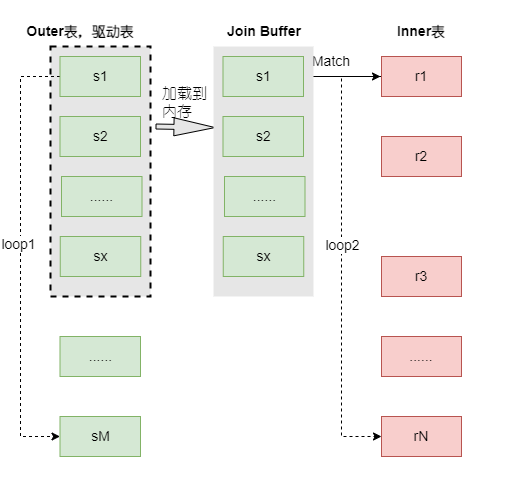 Outer表，驱动表
Join Buffer
Inner表
s1
s1
Match
r1
加载到
内存
s2
s2
r2
......
......
loop1
loop2
sx
sx
r3
......
......
sM
rN